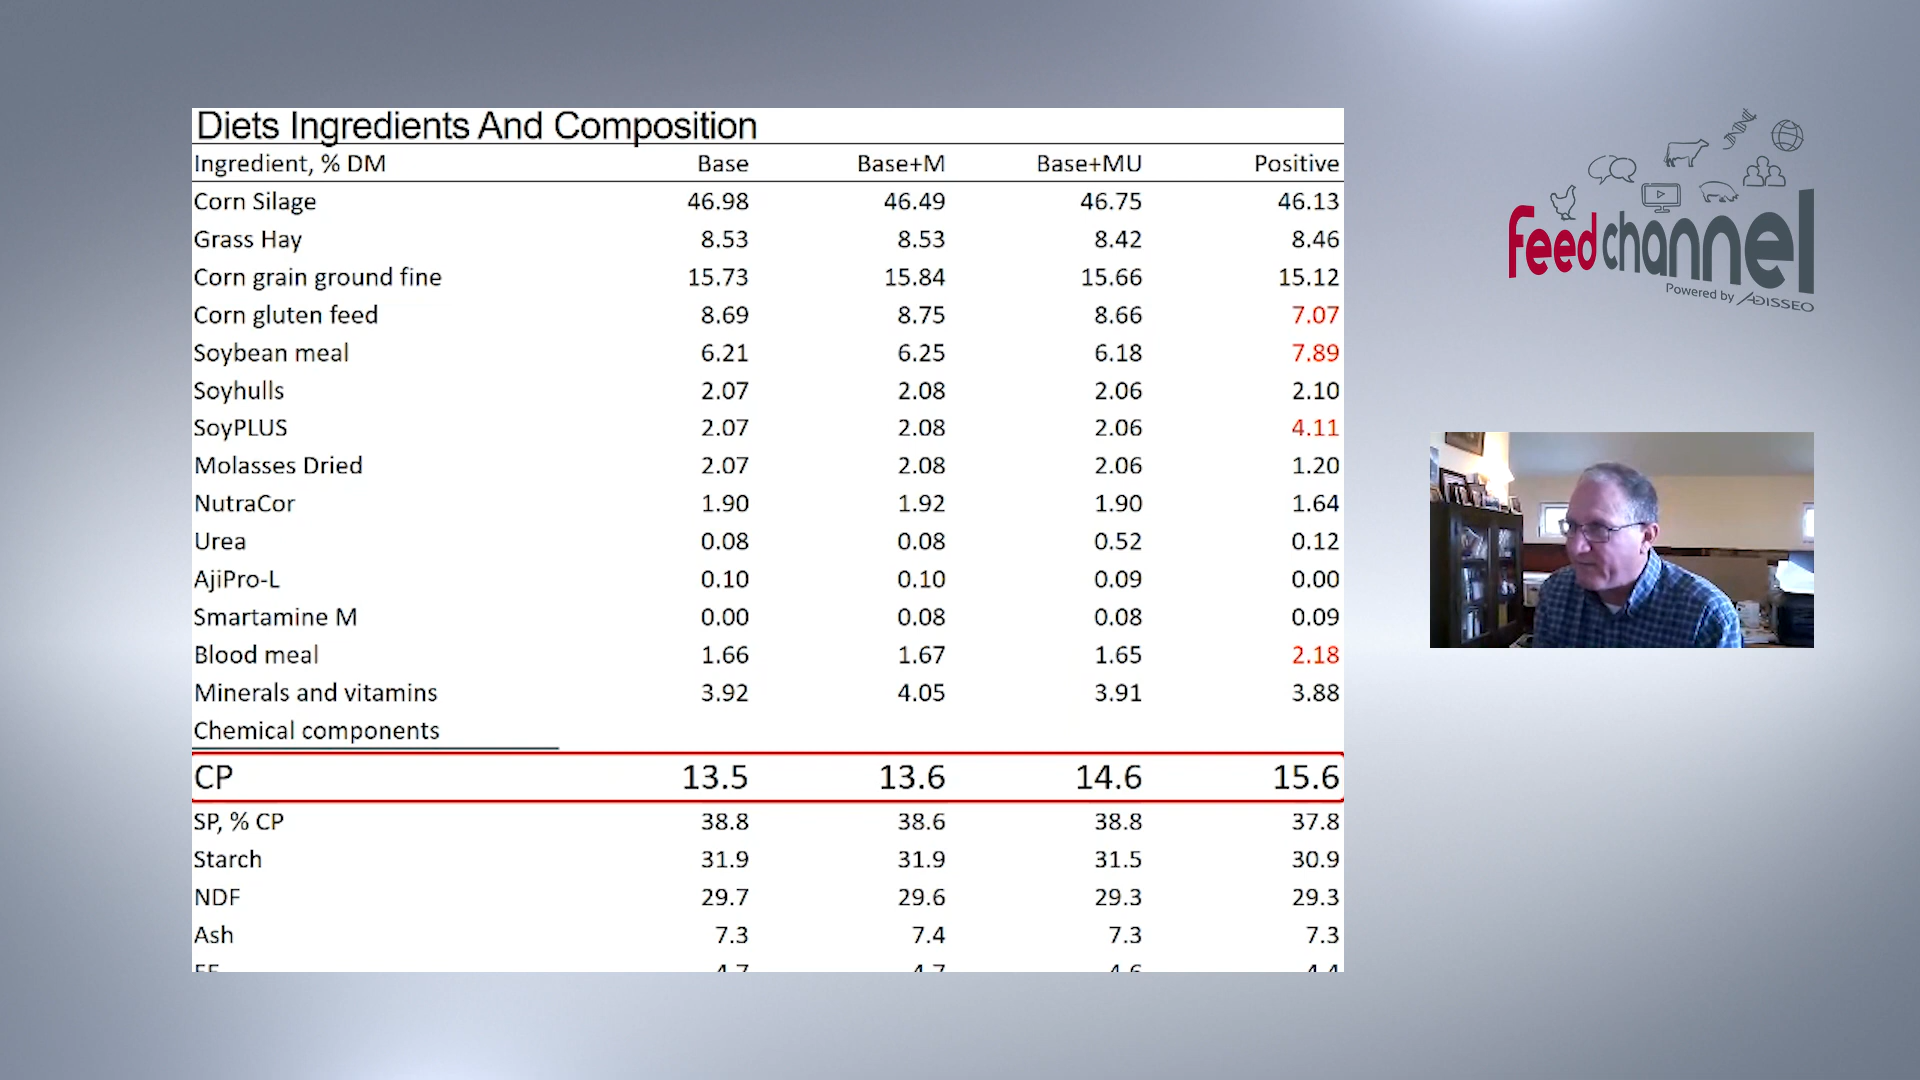 Diets Ingredients And Composition
Ingredient, % DM Base Base+M Base+MU Positive
Corn Silage 46.98 46.49 46.75 46.13
Grass Hay 8.53 8.53 8.42 8.46
Corn grain ground fine 15.73 15.84 15.66 15.12
Corn gluten feed 8.69 8.75 8.66 7.07
Soybean meal 6.21 6.25 6.18 7.89
Soyhulls 2.07 2.08 2.06 2.10
SoyPLUS 2.07 2.08 2.06 4.11
Molasses Dried 2.07 2.08 2.06 1.20
NutraCor 1.90 1.92 1.90 1.64
Urea 0.08 0.08 0.52 0.12
AjiPro-L 0.10 0.10 0.09 0.00
Smartamine M 0.00 0.08 0.08 0.09
Blood meal 1.66 1.67 1.65 2.18
Minerals and vitamins 3.92 4.05 3.91 3.88
Chemical components
CP 13.5 13.6 14.6 15.6
SP, % CP 38.8 38.6 38.8 37.8
Starch 31.9 31.9 31.5 30.9
NDF 29.7 29.6 29.3 29.3
Ash 7.3 7.4 7.3 7.3
feedchannel
Powered by ADISSEO